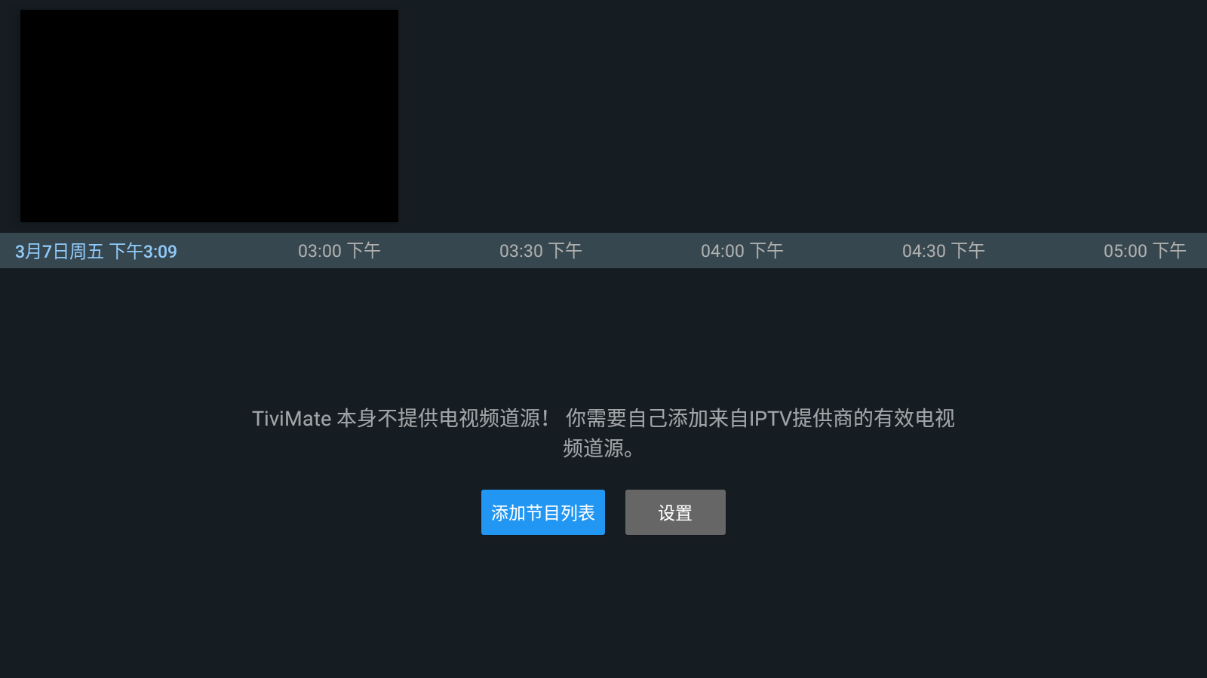 3月7日周五 下午3:09 03:00 下午 03:30 下午 04:00 下午 04:30 下午 05:00 下午
TiviMate 本身不提供电视频道源！ 你需要自己添加来自IPTV提供商的有效电视
频道源。
添加节目列表 设置